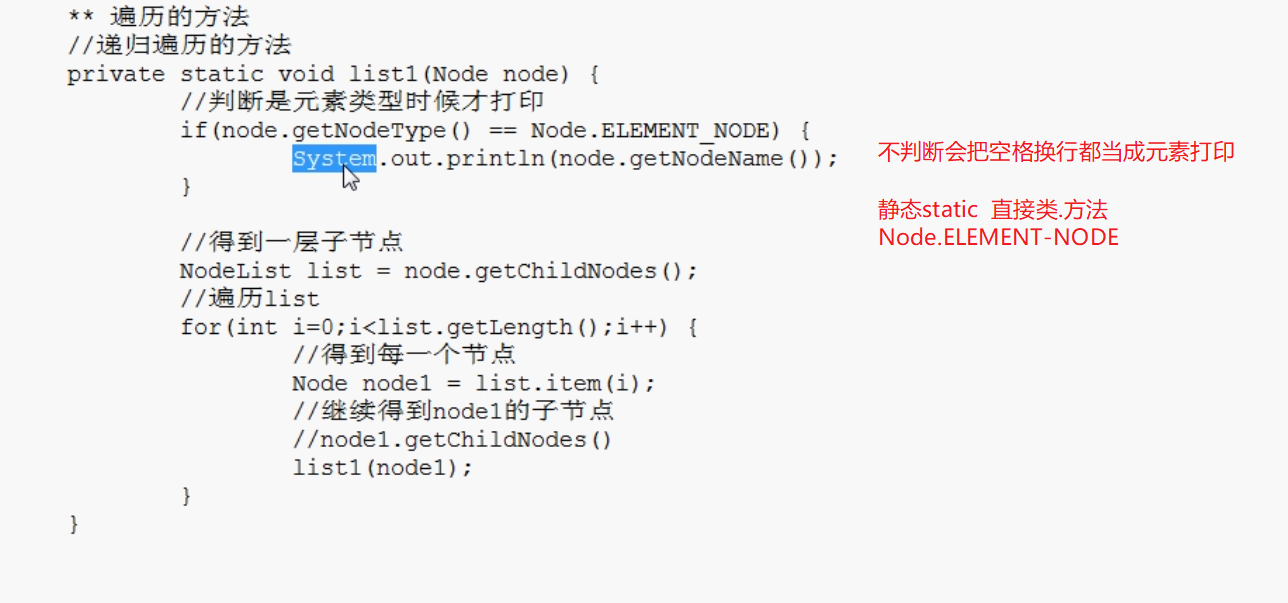 ** 遍历的方法
//递归遍历的方法
private static void list1(Node node) {
//判断是元素类型时候才打印
if(node.getNodeType() == Node.ELEMENT_NODE) {
System.out.println(node.getNodeName());
不判断会把空格换行都当成元素打印
}
静态static 直接类.方法
Node.ELEMENT-NODE
//得到一层子节点
NodeList list = node.getChildNodes();
//遍历list
for(int i=0;i<list.getLength();i++) {
//得到每一个节点
Node node1 = list.item(i);
//继续得到node1的子节点
//node1.getChildNodes()
list1(node1);
}
}